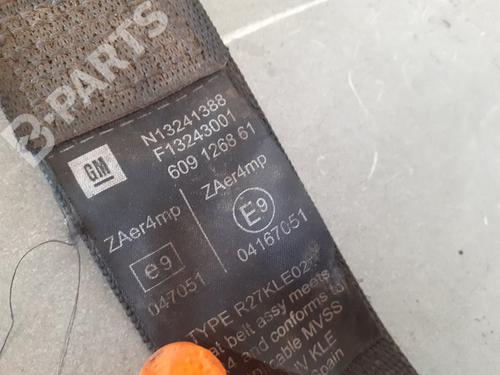 B-PARTS
GM
N13241388
F13243001
609 1268 61
ZAer4mp
ZAer4mp
e9
E9
047051
04167051
TYPE R27KLE02
at belt assy meets
4 and conforms to
cable MVSS
KLE
Spain